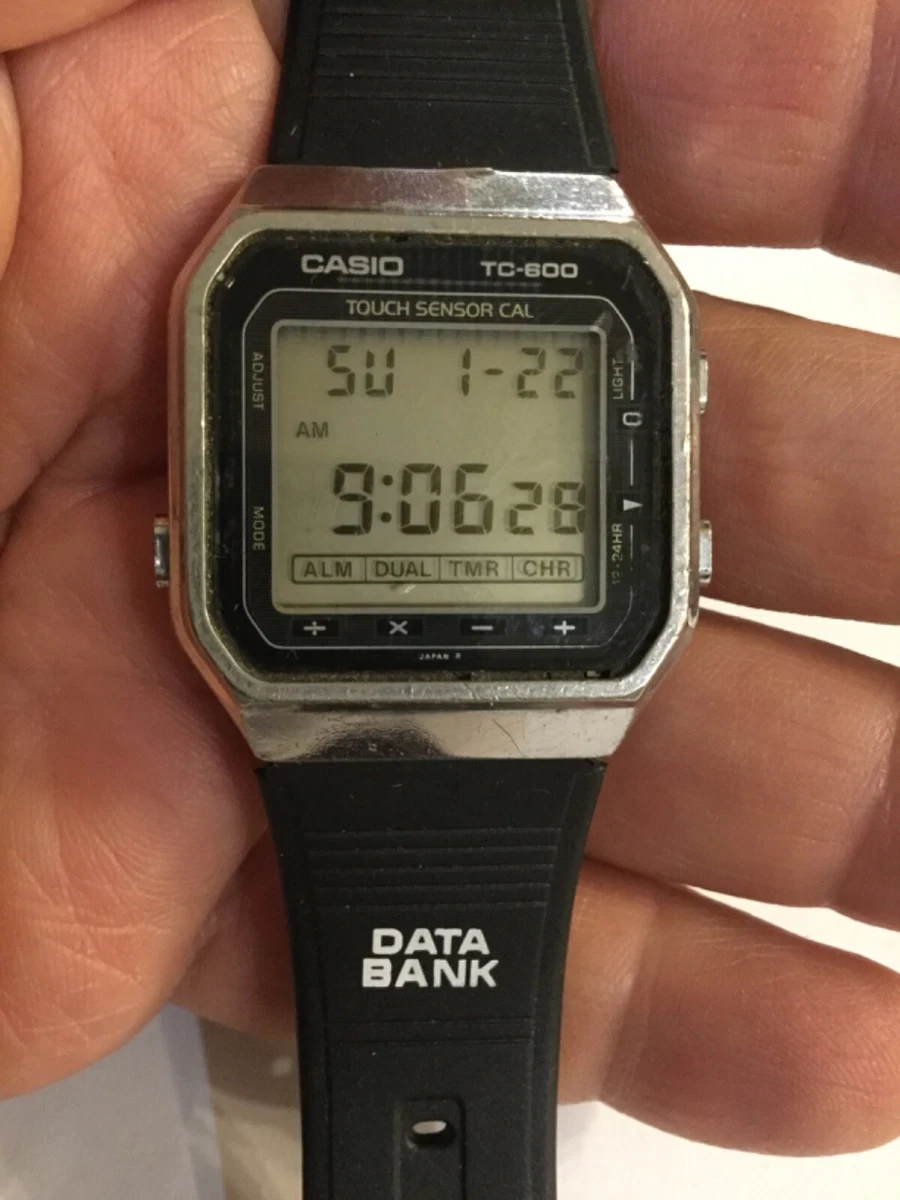 CASIO TC-600
TOUCH SENSOR CAL
ADJUST
LIGHT
SU 1-22
C
AM
9:06 28
MODE
12·24HR
ALM DUAL TMR CHR
÷ × − +
JAPAN R
DATA
BANK